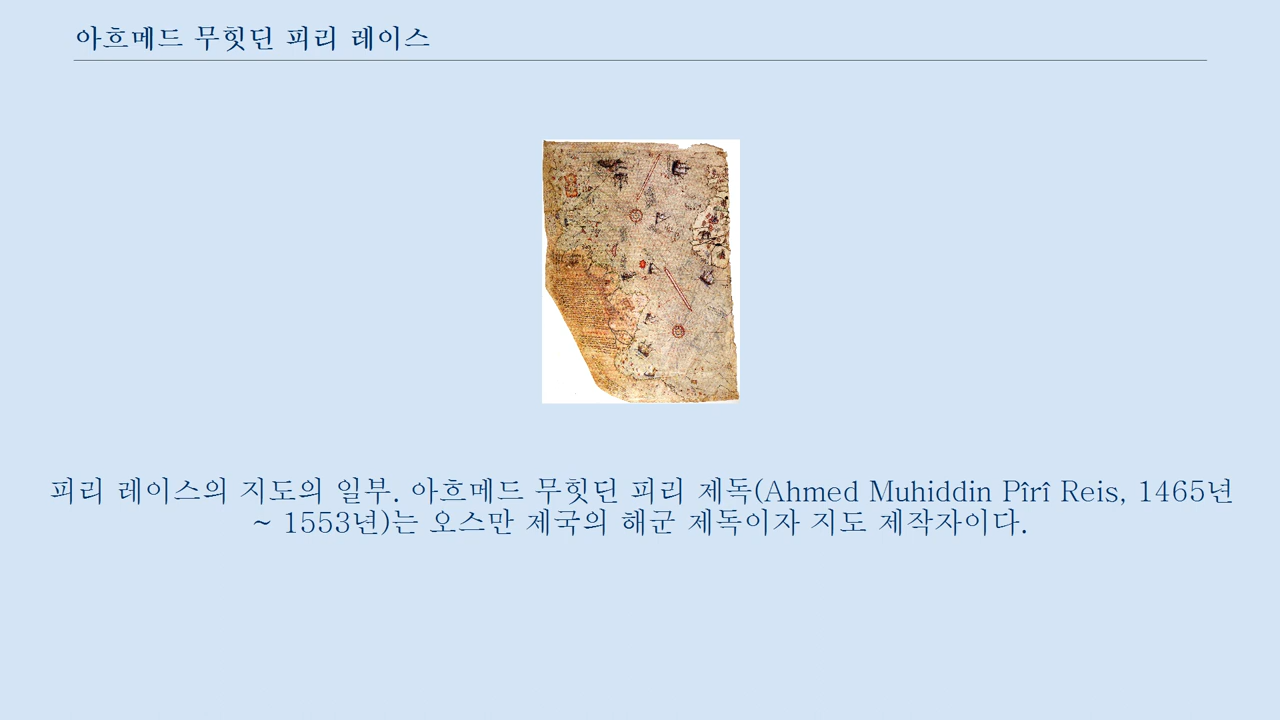 아흐메드 무힛딘 피리 레이스
피리 레이스의 지도의 일부. 아흐메드 무힛딘 피리 제독(Ahmed Muhiddin Pîrî Reis, 1465년
~ 1553년)는 오스만 제국의 해군 제독이자 지도 제작자이다.